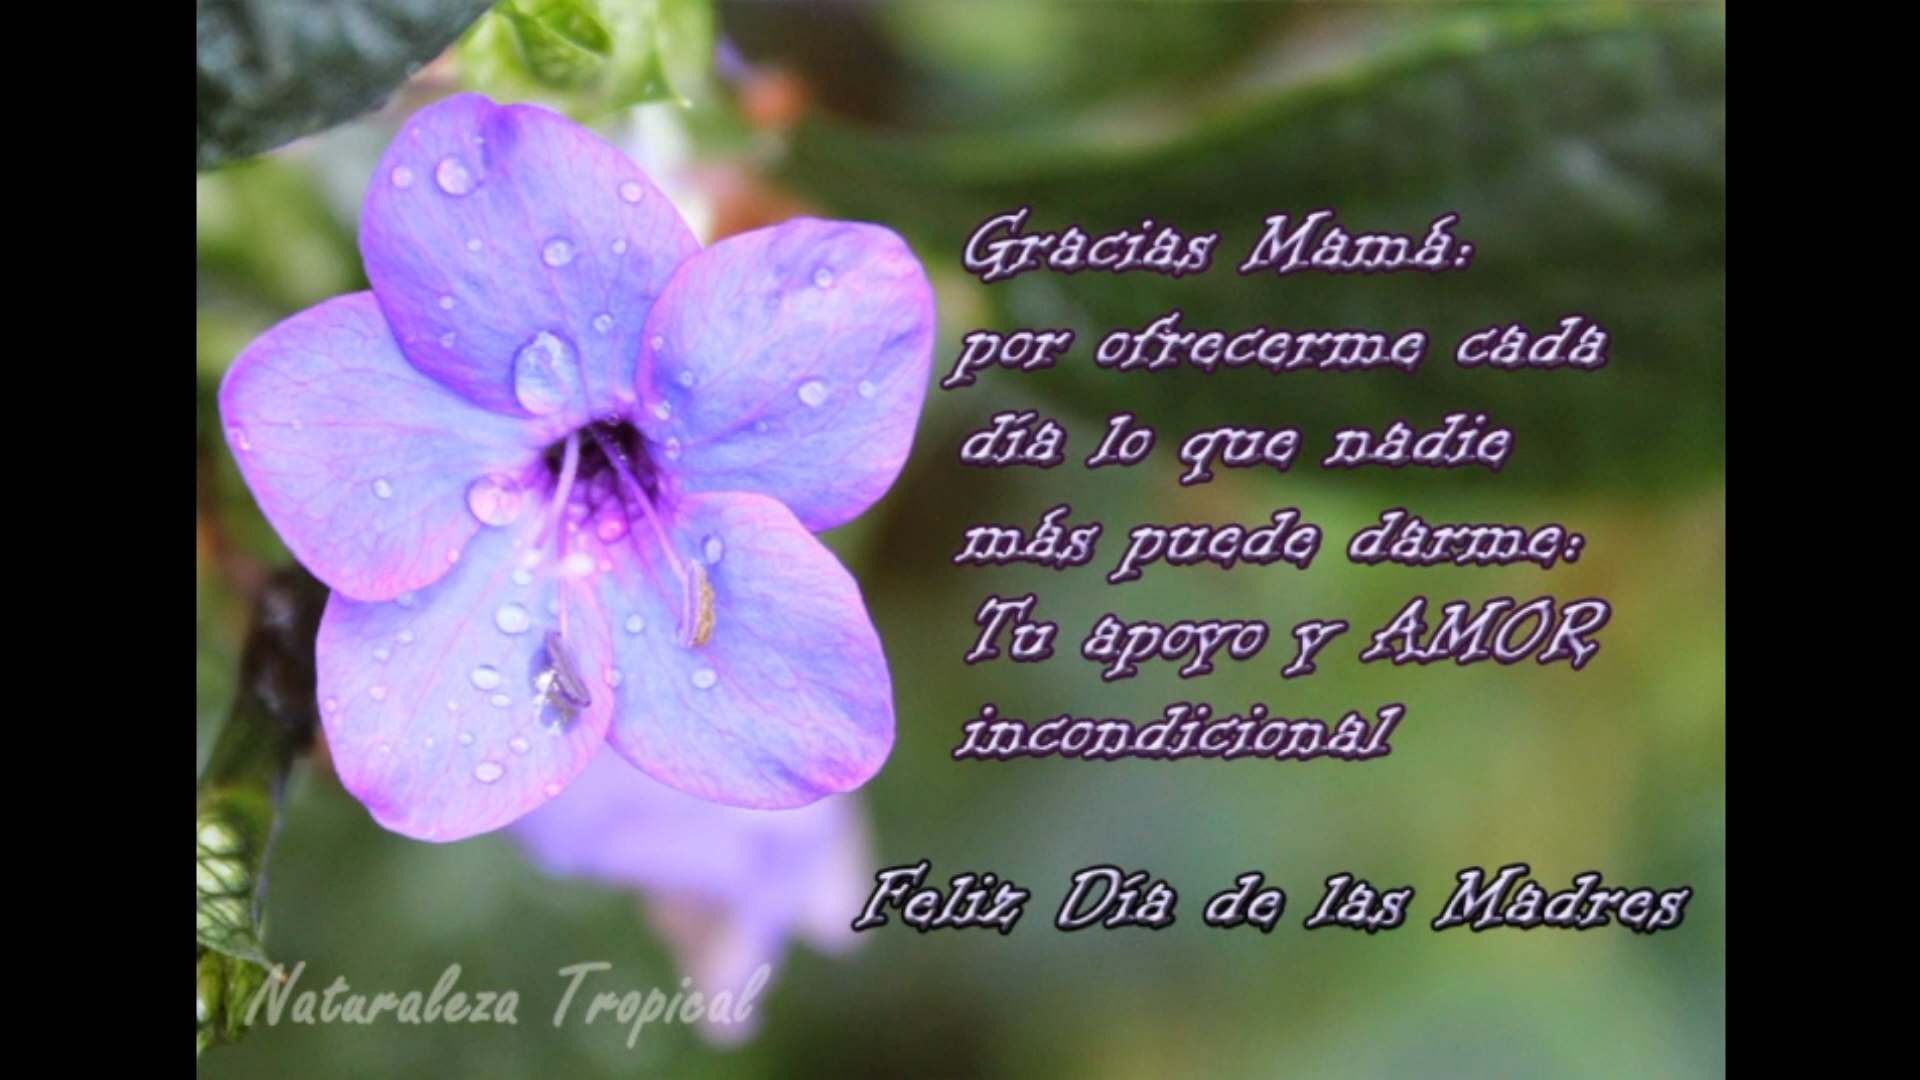 Gracias Mamá:
por ofrecerme cada
día lo que nadie
más puede darme:
Tu apoyo y AMOR
incondicional
Feliz Día de las Madres
Naturaleza Tropical